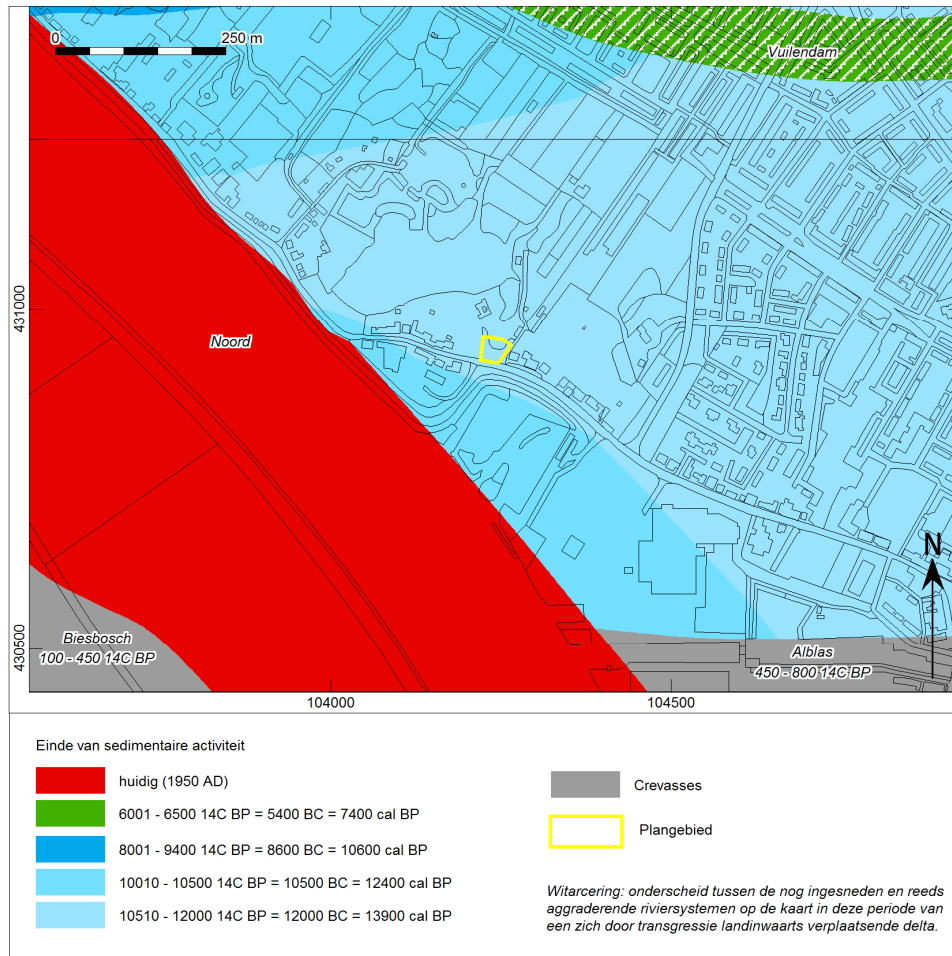 0 250 m
Vuilendam
431000
Noord
N
430500
Biesbosch
100 - 450 14C BP
Alblas
450 - 800 14C BP
104000 104500
Einde van sedimentaire activiteit
huidig (1950 AD)
6001 - 6500 14C BP = 5400 BC = 7400 cal BP
8001 - 9400 14C BP = 8600 BC = 10600 cal BP
10010 - 10500 14C BP = 10500 BC = 12400 cal BP
10510 - 12000 14C BP = 12000 BC = 13900 cal BP
Crevasses
Plangebied
Witarcering: onderscheid tussen de nog ingesneden en reeds
aggraderende riviersystemen op de kaart in deze periode van
een zich door transgressie landinwaarts verplaatsende delta.